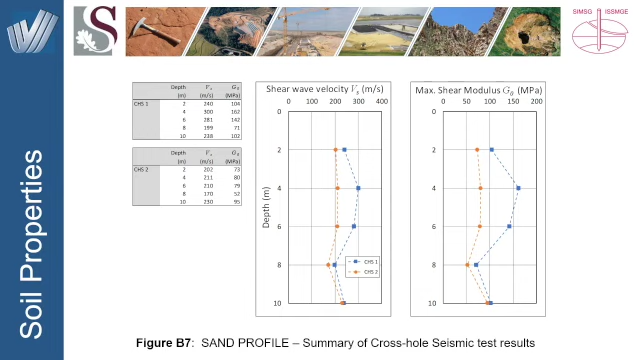 SIMSG ISSMGE
S
Soil Properties
Depth Vs G0
(m) (m/s) (MPa)
CHS 1 2 240 104
4 300 162
6 281 142
8 199 71
10 238 102
Depth Vs G0
(m) (m/s) (MPa)
CHS 2 2 202 73
4 211 80
6 210 79
8 170 52
10 230 95
Shear wave velocity Vs (m/s)
0 100 200 300 400
0
2
4
6
8
10
Depth (m)
CHS 1
CHS 2
Max. Shear Modulus G0 (MPa)
0 50 100 150 200
0
2
4
6
8
10
Figure B7: SAND PROFILE – Summary of Cross-hole Seismic test results